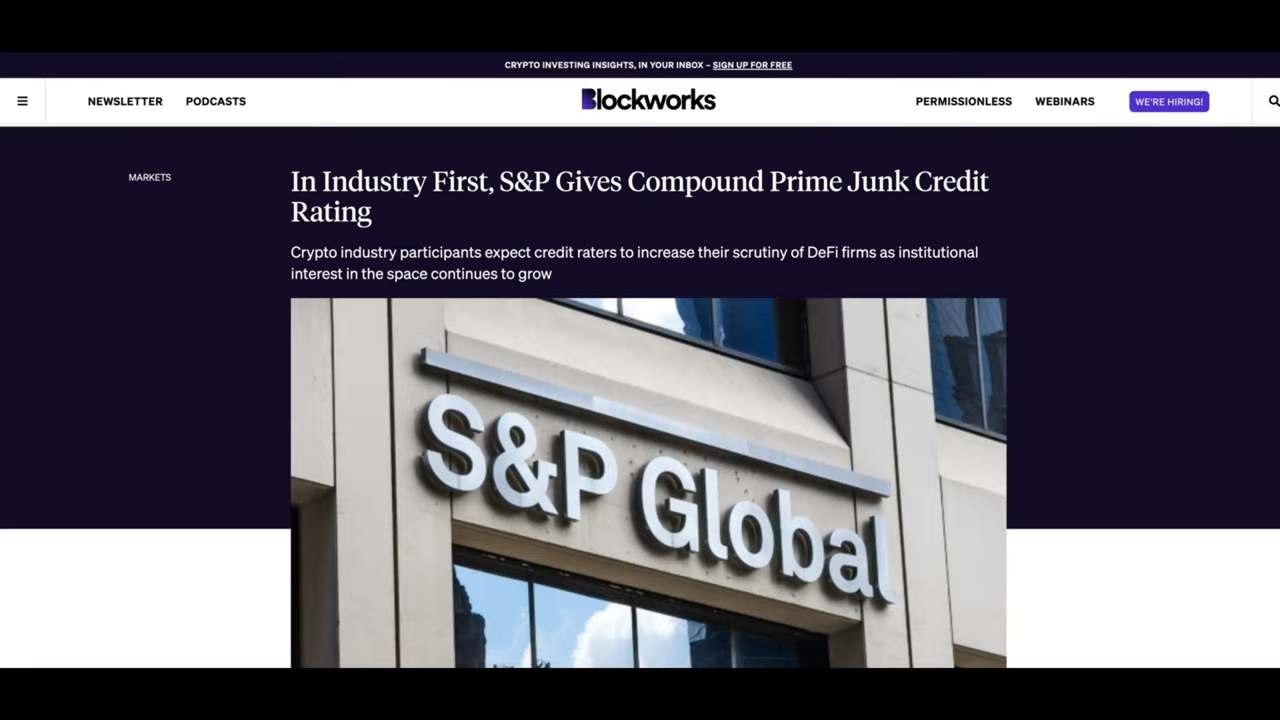 CRYPTO INVESTING INSIGHTS, IN YOUR INBOX – SIGN UP FOR FREE
NEWSLETTER PODCASTS Blockworks PERMISSIONLESS WEBINARS WE'RE HIRING!
MARKETS
In Industry First, S&P Gives Compound Prime Junk Credit
Rating
Crypto industry participants expect credit raters to increase their scrutiny of DeFi firms as institutional
interest in the space continues to grow
S&P Global